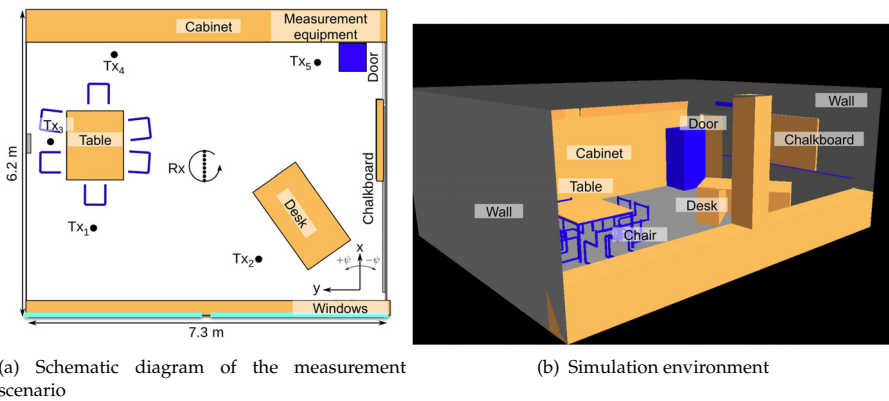 Cabinet
Measurement
equipment
Tx4
Tx5
Door
Tx3
Table
6.2 m
Rx
Chalkboard
Desk
Tx1
Tx2
x
+ψ -ψ
y
Windows
7.3 m
Wall
Door
Chalkboard
Cabinet
Table
Wall
Desk
Chair
(a) Schematic diagram of the measurement
scenario
(b) Simulation environment